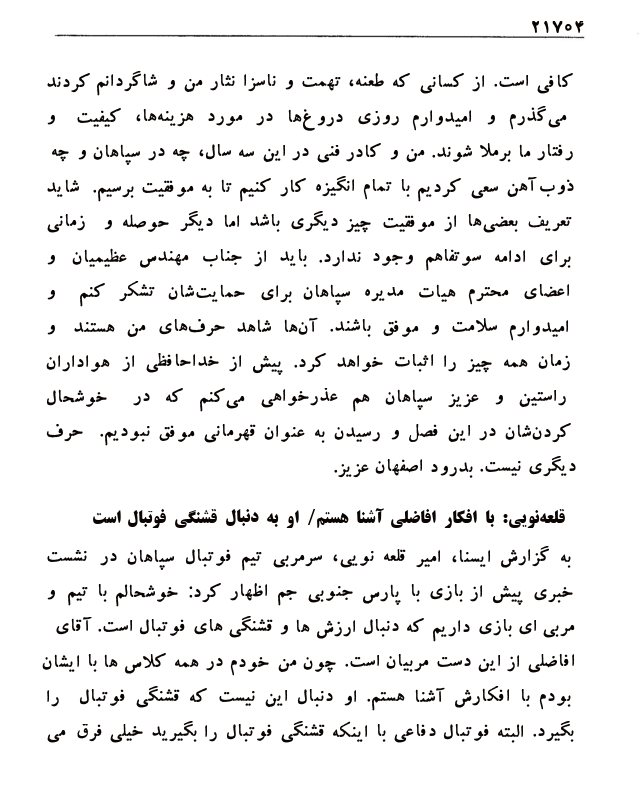 ۲۱۷۰۴
کافی است. از کسانی که طعنه، تهمت و ناسزا نثار من و شاگردانم کردند
می‌گذرم و امیدوارم روزی دروغ‌ها در مورد هزینه‌ها، کیفیت و
رفتار ما برملا شوند. من و کادر فنی در این سه سال، چه در سپاهان و چه
ذوب‌آهن سعی کردیم با تمام انگیزه کار کنیم تا به موفقیت برسیم. شاید
تعریف بعضی‌ها از موفقیت چیز دیگری باشد اما دیگر حوصله و زمانی
برای ادامه سوتفاهم وجود ندارد. باید از جناب مهندس عظیمیان و
اعضای محترم هیات مدیره سپاهان برای حمایت‌شان تشکر کنم و
امیدوارم سلامت و موفق باشند. آن‌ها شاهد حرف‌های من هستند و
زمان همه چیز را اثبات خواهد کرد. پیش از خداحافظی از هواداران
راستین و عزیز سپاهان هم عذرخواهی می‌کنم که در خوشحال
کردن‌شان در این فصل و رسیدن به عنوان قهرمانی موفق نبودیم. حرف
دیگری نیست. بدرود اصفهان عزیز.
قلعه‌نویی: با افکار افاضلی آشنا هستم/ او به دنبال قشنگی فوتبال است
به گزارش ایسنا، امیر قلعه نویی، سرمربی تیم فوتبال سپاهان در نشست
خبری پیش از بازی با پارس جنوبی جم اظهار کرد: خوشحالم با تیم و
مربی ای بازی داریم که دنبال ارزش ها و قشنگی های فوتبال است. آقای
افاضلی از این دست مربیان است. چون من خودم در همه کلاس ها با ایشان
بودم با افکارش آشنا هستم. او دنبال این نیست که قشنگی فوتبال را
بگیرد. البته فوتبال دفاعی با اینکه قشنگی فوتبال را بگیرید خیلی فرق می